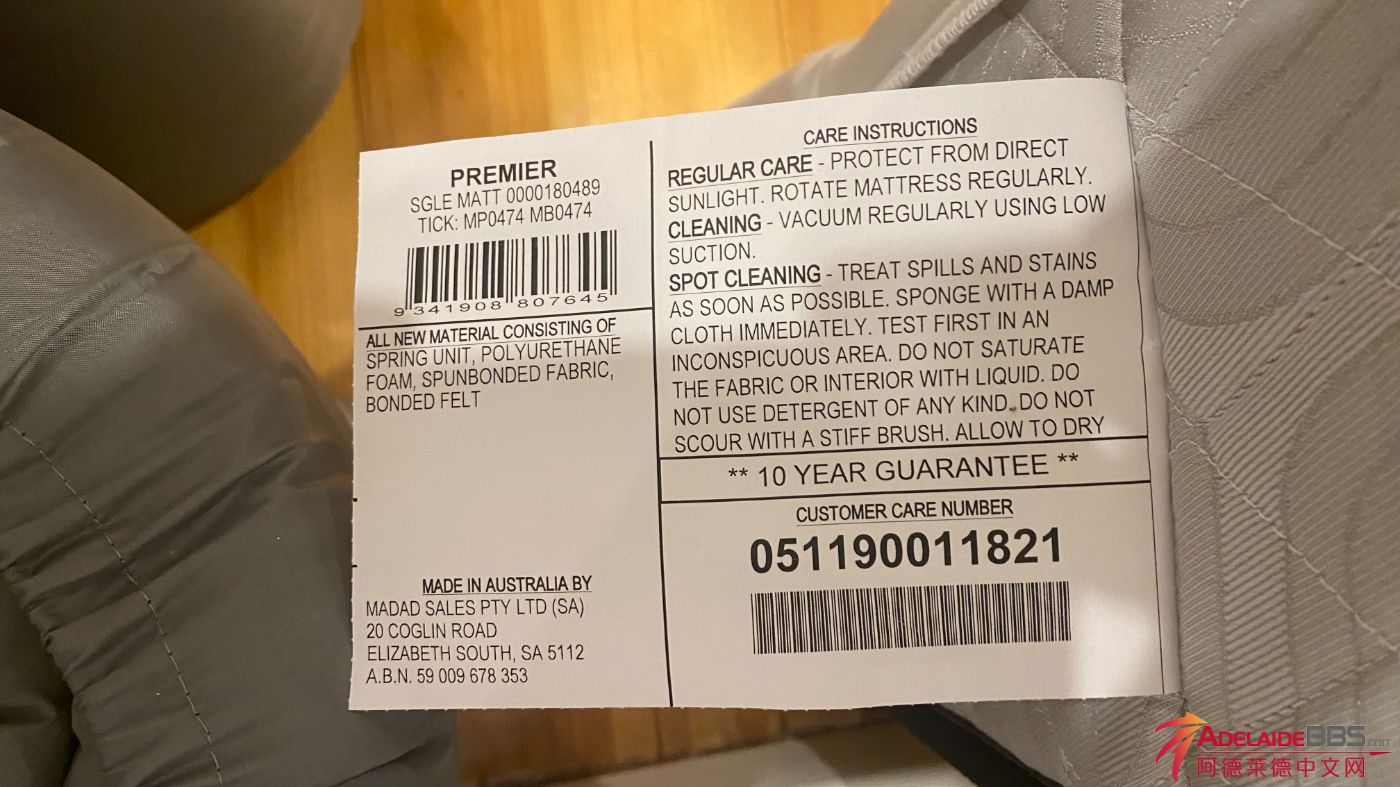 PREMIER
SGLE MATT 0000180489
TICK: MP0474 MB0474
9 341908 807645
ALL NEW MATERIAL CONSISTING OF
SPRING UNIT, POLYURETHANE
FOAM, SPUNBONDED FABRIC,
BONDED FELT
MADE IN AUSTRALIA BY
MADAD SALES PTY LTD (SA)
20 COGLIN ROAD
ELIZABETH SOUTH, SA 5112
A.B.N. 59 009 678 353
CARE INSTRUCTIONS
REGULAR CARE - PROTECT FROM DIRECT
SUNLIGHT. ROTATE MATTRESS REGULARLY.
CLEANING - VACUUM REGULARLY USING LOW
SUCTION.
SPOT CLEANING - TREAT SPILLS AND STAINS
AS SOON AS POSSIBLE. SPONGE WITH A DAMP
CLOTH IMMEDIATELY. TEST FIRST IN AN
INCONSPICUOUS AREA. DO NOT SATURATE
THE FABRIC OR INTERIOR WITH LIQUID. DO
NOT USE DETERGENT OF ANY KIND. DO NOT
SCOUR WITH A STIFF BRUSH. ALLOW TO DRY
** 10 YEAR GUARANTEE **
CUSTOMER CARE NUMBER
051190011821
ADELAIDEBBS.com
阿德莱德中文网